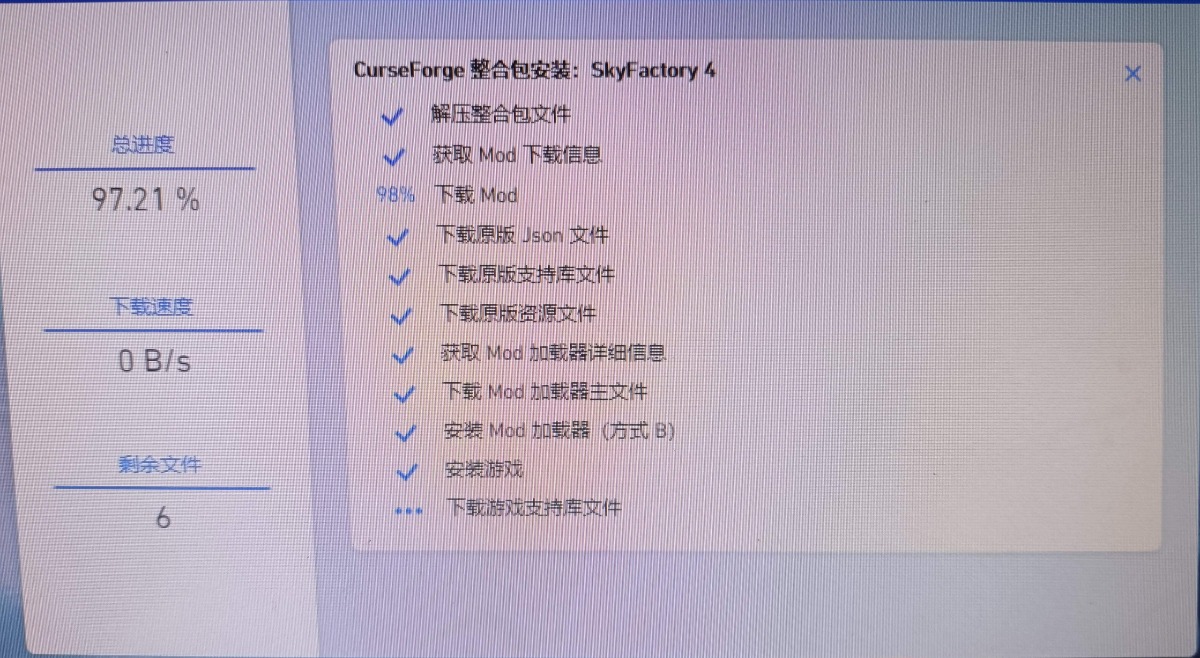 总进度
97.21 %
下载速度
0 B/s
剩余文件
6
CurseForge 整合包安装：SkyFactory 4
解压整合包文件
获取 Mod 下载信息
98% 下载 Mod
下载原版 Json 文件
下载原版支持库文件
下载原版资源文件
获取 Mod 加载器详细信息
下载 Mod 加载器主文件
安装 Mod 加载器（方式 B）
安装游戏
下载游戏支持库文件